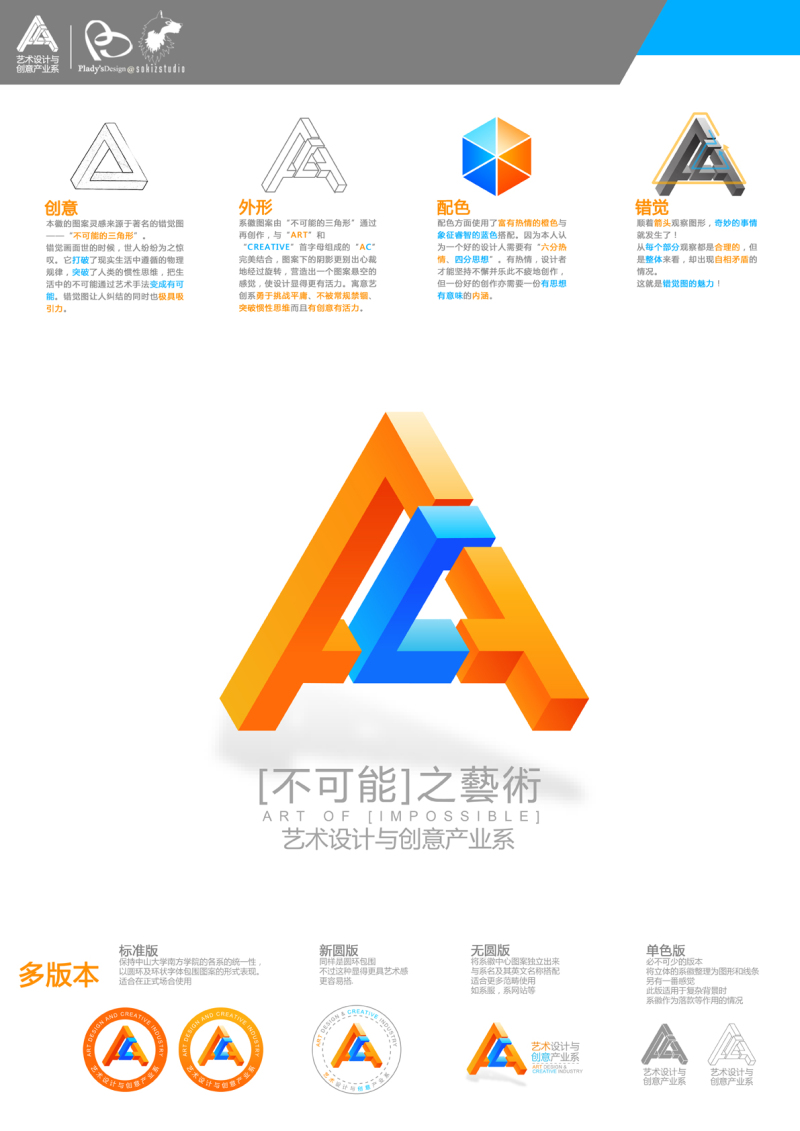 艺术设计与
创意产业系
Plady'sDesign@sokizstudio
创意
本徽的图案灵感来源于著名的错觉图
——“不可能的三角形”。
错觉画面世的时候，世人纷纷为之惊
叹。它打破了现实生活中遵循的物理
规律，突破了人类的惯性思维，把生
活中的不可能通过艺术手法变成有可
能。错觉图让人纠结的同时也极具吸
引力。
外形
系徽图案由“不可能的三角形”通过
再创作，与“ART”和
“CREATIVE”首字母组成的“AC”
完美结合，图案下的阴影更别出心裁
地经过旋转，营造出一个图案悬空的
感觉，使设计显得更有活力。寓意艺
创系勇于挑战平庸、不被常规禁锢、
突破惯性思维而且有创意有活力。
配色
配色方面使用了富有热情的橙色与
象征睿智的蓝色搭配。因为本人认
为一个好的设计人需要有“六分热
情、四分思想”。有热情，设计者
才能坚持不懈并乐此不疲地创作，
但一份好的创作亦需要一份有思想
有意味的内涵。
错觉
顺着箭头观察图形，奇妙的事情
就发生了！
从每个部分观察都是合理的，但
是整体来看，却出现自相矛盾的
情况。
这就是错觉图的魅力！
[不可能]之藝術
ART OF [IMPOSSIBLE]
艺术设计与创意产业系
多版本
标准版
保持中山大学南方学院的各系的统一性，
以圆环及环状字体包围图案的形式表现。
适合在正式场合使用
新圆版
同样是圆环包围
不过这种显得更具艺术感
更容易搭.
无圆版
将系徽中心图案独立出来
与系名及其英文名称搭配
适合更多范畴使用
如系服，系网站等
单色版
必不可少的版本
将立体的系徽整理为图形和线条
另有一番感觉
此版适用于复杂背景时
系徽作为落款等作用的情况
ART DESIGN AND CREATIVE INDUSTRY
艺术设计与创意产业系
ART DESIGN AND CREATIVE INDUSTRY
艺术设计与创意产业系
ART DESIGN & CREATIVE INDUSTRY
艺术设计与创意产业系
艺术设计与
创意产业系
ART DESIGN &
CREATIVE INDUSTRY
艺术设计与
创意产业系
艺术设计与
创意产业系